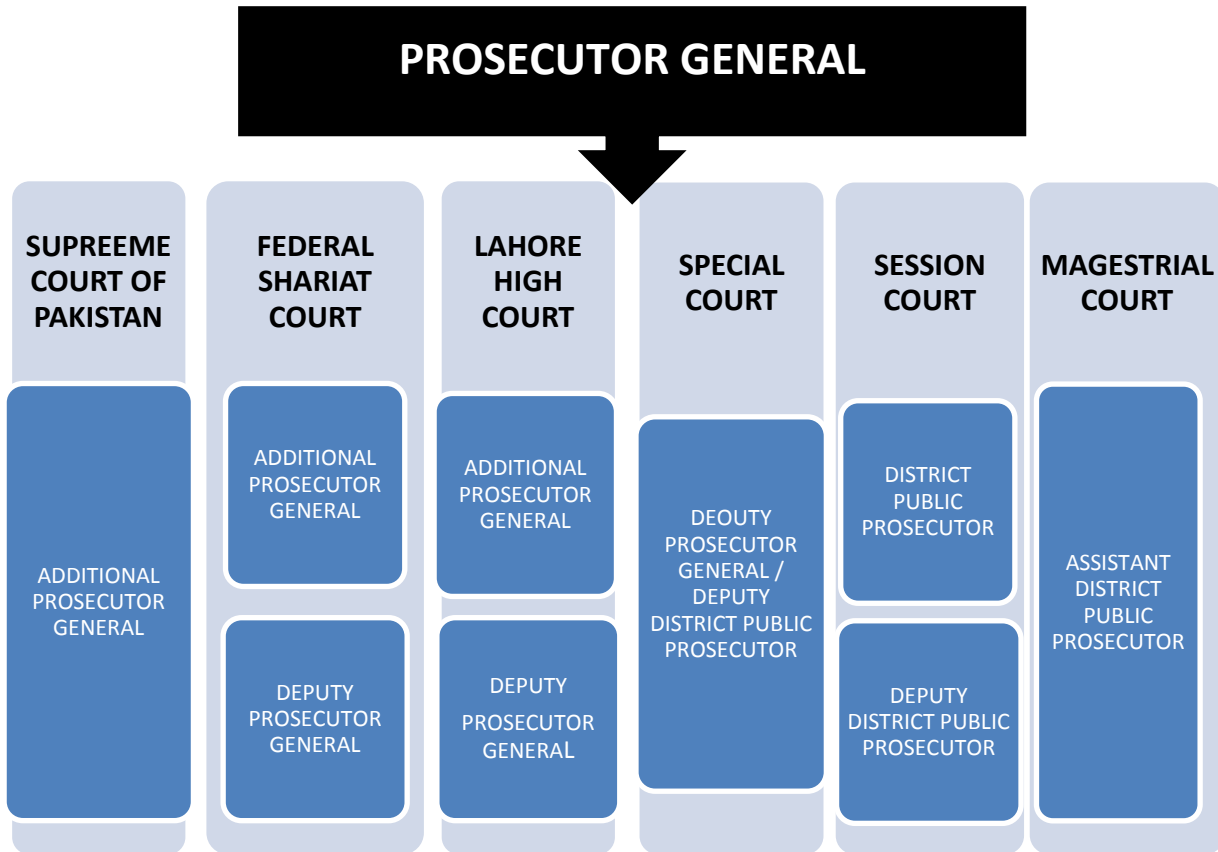 PROSECUTOR GENERAL
SUPREEME
COURT OF
PAKISTAN
ADDITIONAL
PROSECUTOR
GENERAL
FEDERAL
SHARIAT
COURT
ADDITIONAL
PROSECUTOR
GENERAL
DEPUTY
PROSECUTOR
GENERAL
LAHORE
HIGH
COURT
ADDITIONAL
PROSECUTOR
GENERAL
DEPUTY
PROSECUTOR
GENERAL
SPECIAL
COURT
DEOUTY
PROSECUTOR
GENERAL /
DEPUTY
DISTRICT PUBLIC
PROSECUTOR
SESSION
COURT
DISTRICT
PUBLIC
PROSECUTOR
DEPUTY
DISTRICT PUBLIC
PROSECUTOR
MAGESTRIAL
COURT
ASSISTANT
DISTRICT
PUBLIC
PROSECUTOR